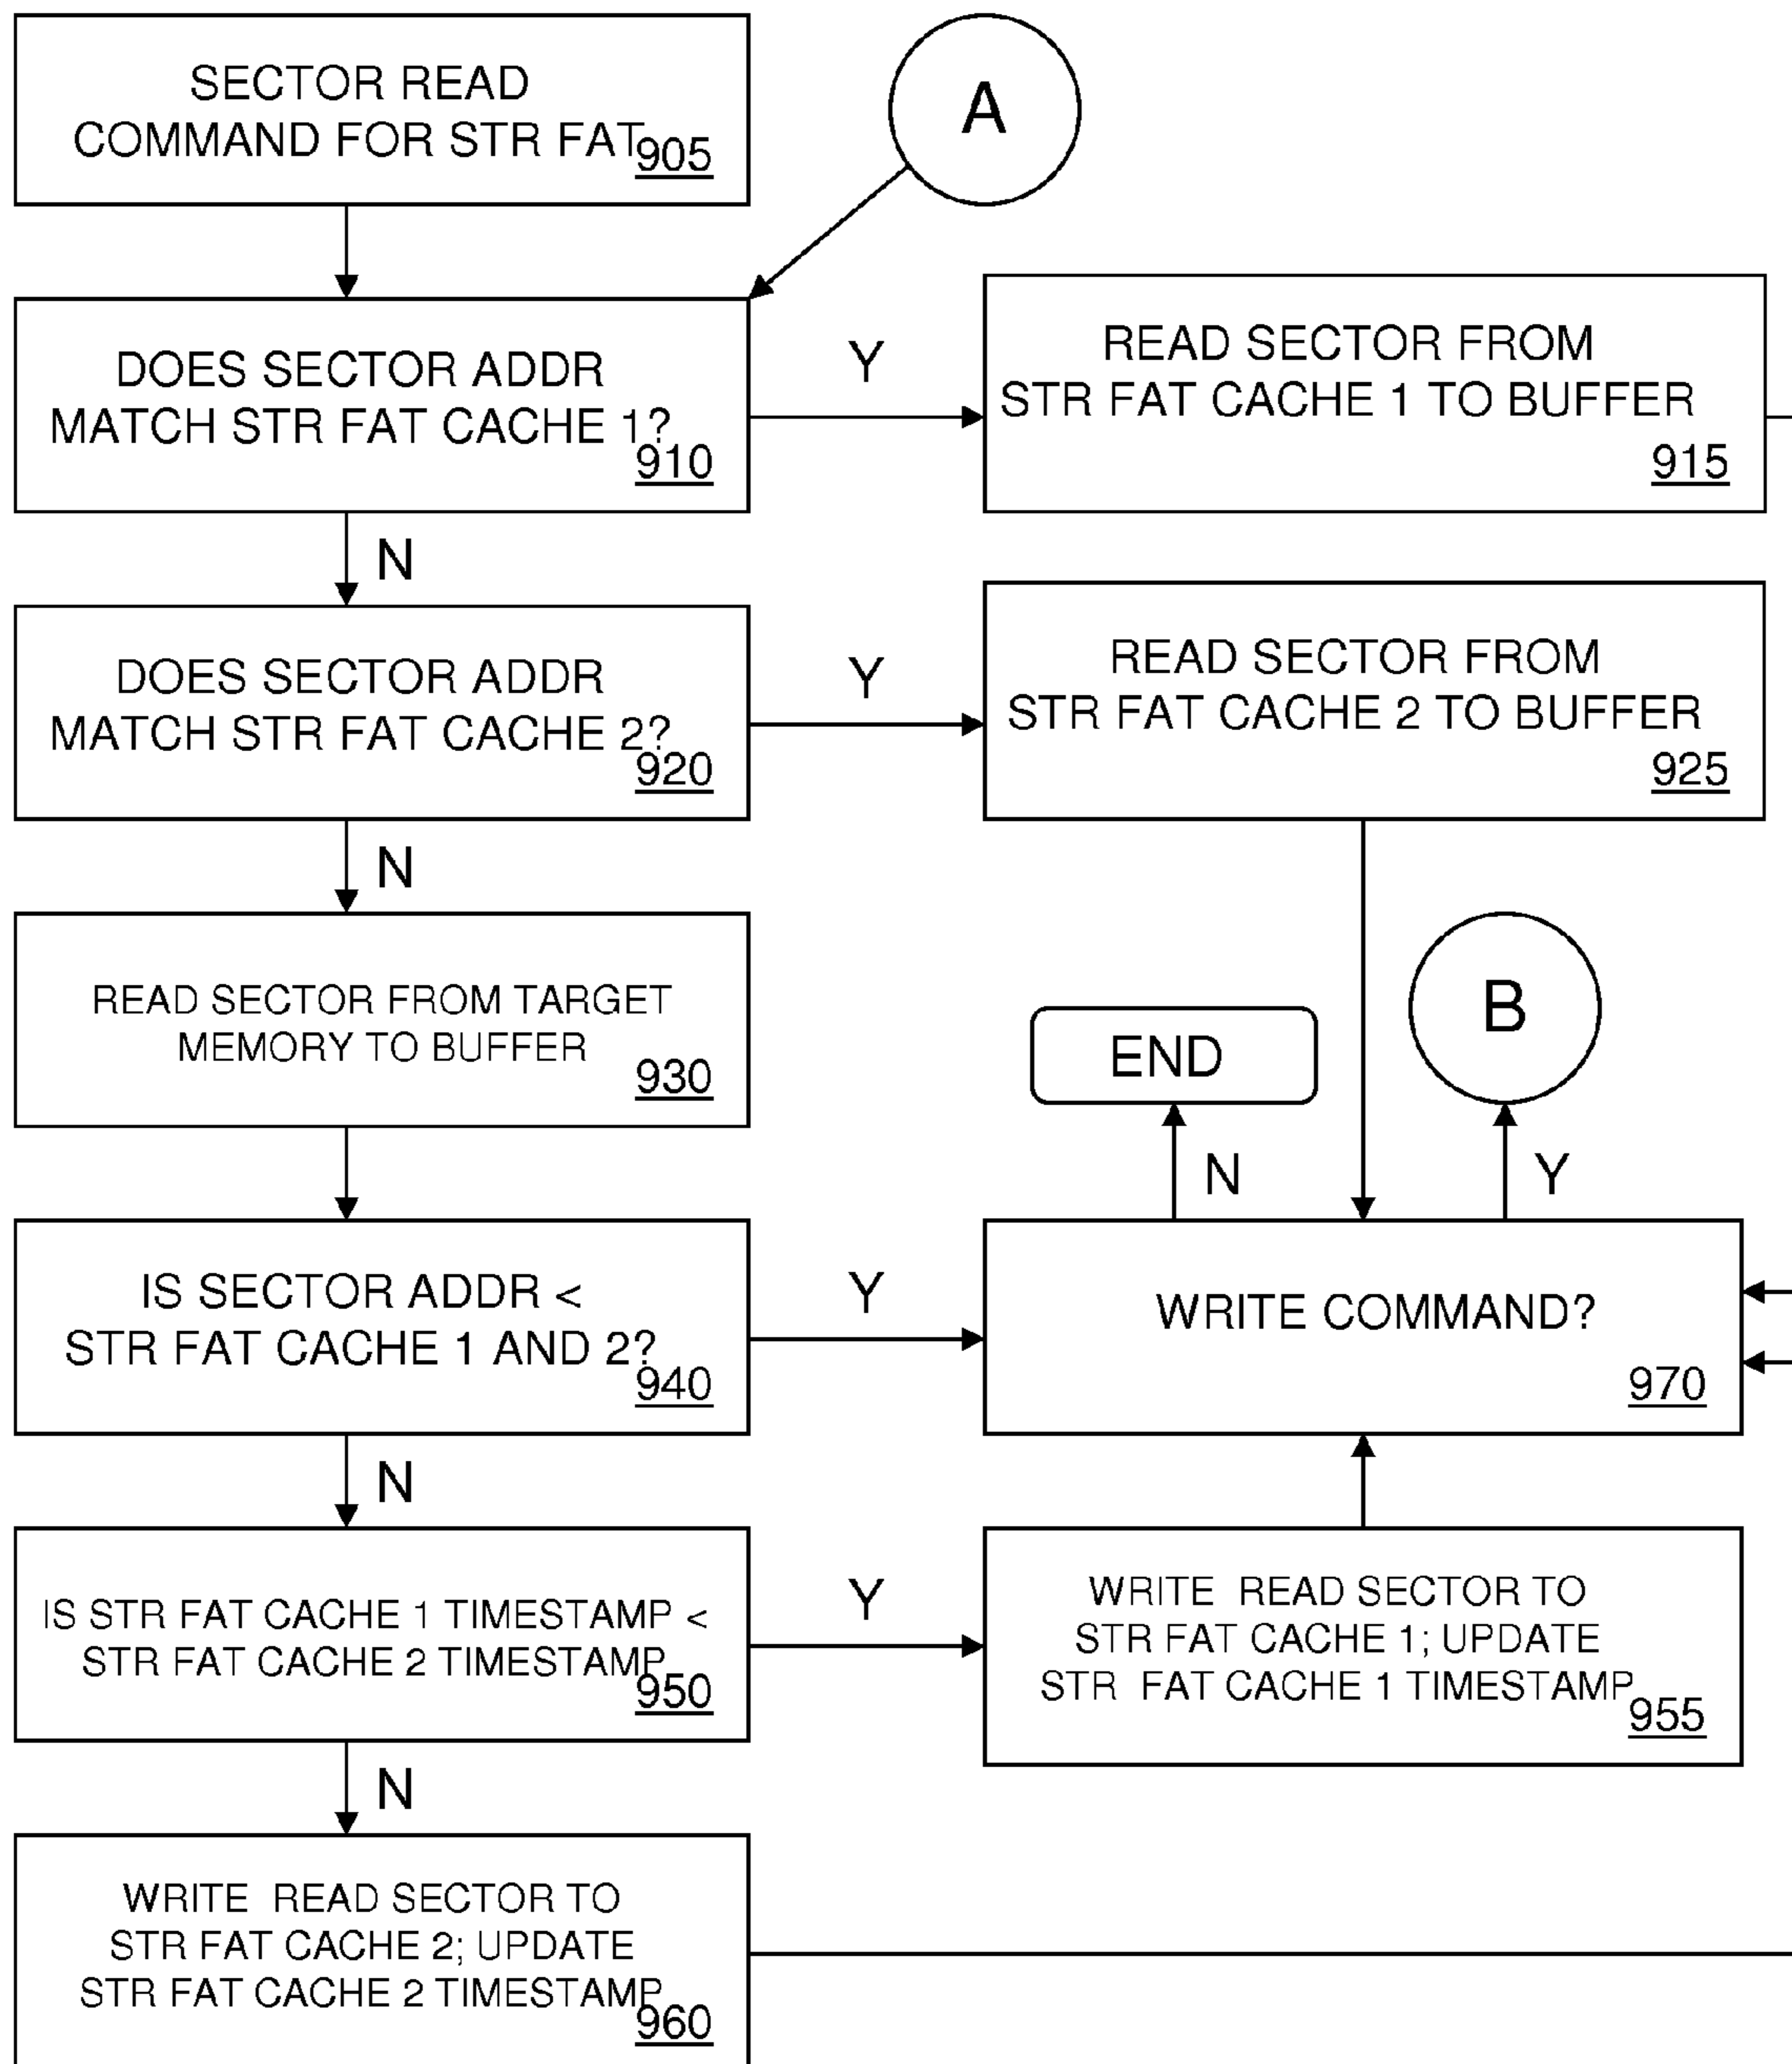 SECTOR READ
COMMAND FOR STR FAT
905
A
DOES SECTOR ADDR
MATCH STR FAT CACHE 1?
910
Y
READ SECTOR FROM
STR FAT CACHE 1 TO BUFFER
915
N
DOES SECTOR ADDR
MATCH STR FAT CACHE 2?
920
Y
READ SECTOR FROM
STR FAT CACHE 2 TO BUFFER
925
N
READ SECTOR FROM TARGET
MEMORY TO BUFFER
930
END
B
N
Y
IS SECTOR ADDR <
STR FAT CACHE 1 AND 2?
940
Y
WRITE COMMAND?
970
N
IS STR FAT CACHE 1 TIMESTAMP <
STR FAT CACHE 2 TIMESTAMP
950
Y
WRITE READ SECTOR TO
STR FAT CACHE 1; UPDATE
STR FAT CACHE 1 TIMESTAMP
955
N
WRITE READ SECTOR TO
STR FAT CACHE 2; UPDATE
STR FAT CACHE 2 TIMESTAMP
960